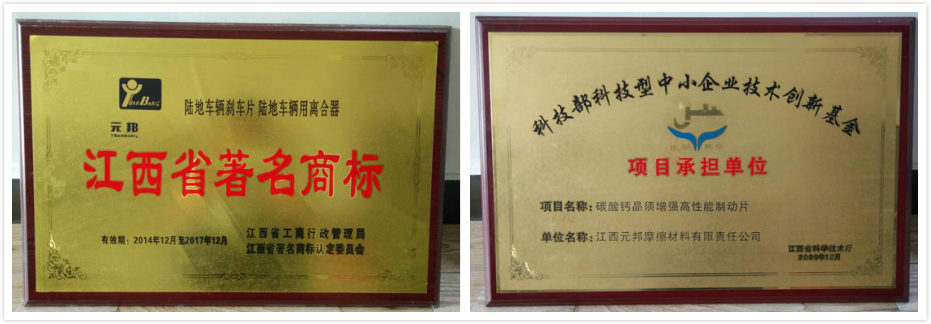 YuanBang
元邦
YWANBANG
陆地车辆刹车片 陆地车辆用离合器
江西省著名商标
有效期：2014年12月至2017年12月
江西省工商行政管理局
江西省著名商标认定委员会
科技部科技型中小企业技术创新基金
项目承担单位
项目名称：碳酸钙晶须增强高性能制动片
单位名称：江西元邦摩擦材料有限责任公司
江西省科学技术厅
2009年12月